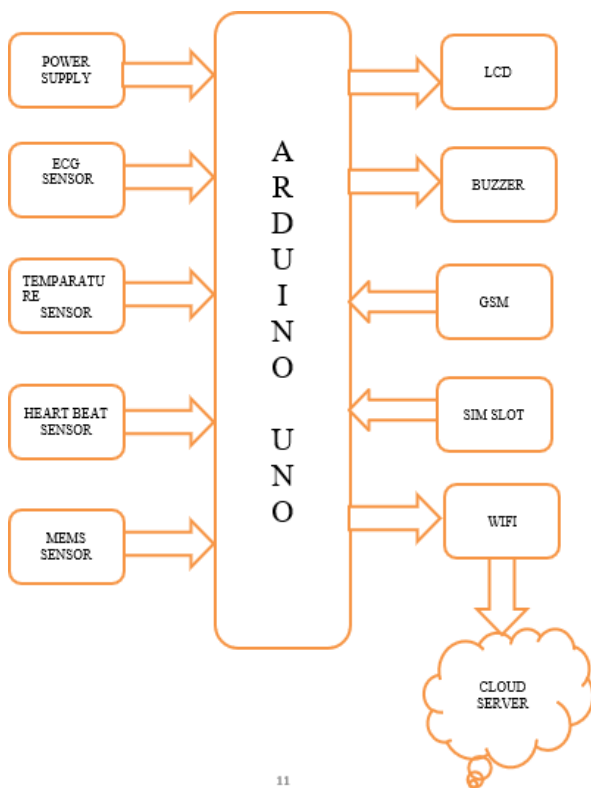 POWER
SUPPLY
ECG
SENSOR
TEMPARATU
RE
SENSOR
HEART BEAT
SENSOR
MEMS
SENSOR
A
R
D
U
I
N
O
U
N
O
LCD
BUZZER
GSM
SIM SLOT
WIFI
CLOUD
SERVER
11